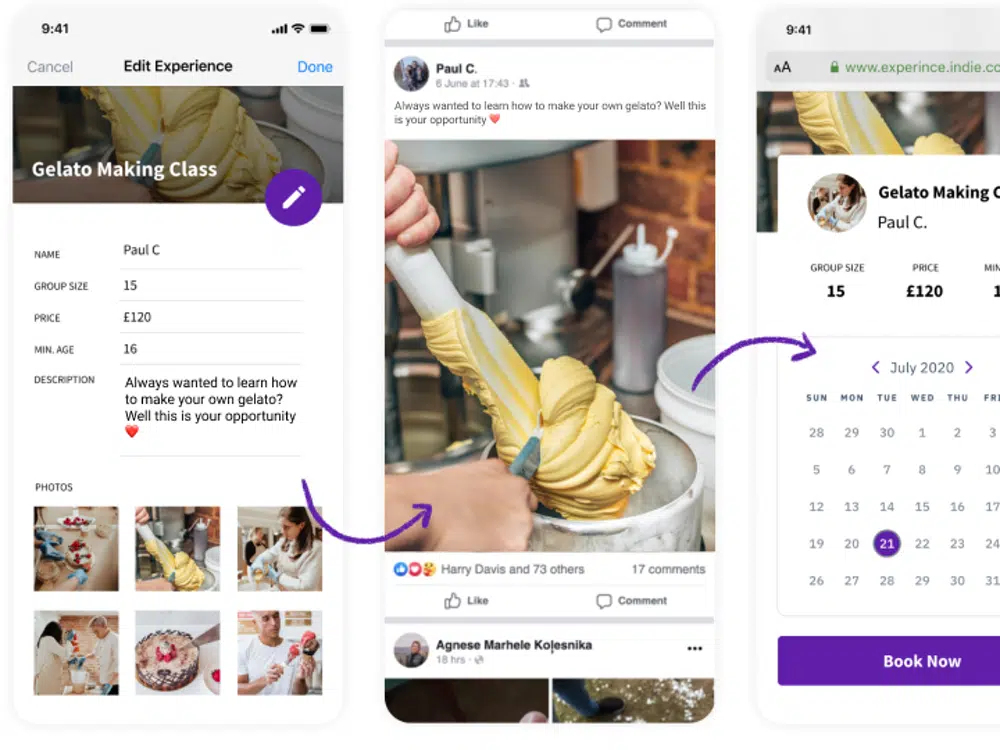 9:41
Cancel
Edit Experience
Done
Gelato Making Class
NAME
Paul C
GROUP SIZE
15
PRICE
£120
MIN. AGE
16
DESCRIPTION
Always wanted to learn how
to make your own gelato?
Well this is your opportunity
❤️
PHOTOS
Like
Comment
Paul C.
6 June at 17:43 ·
Always wanted to learn how to make your own gelato? Well this
is your opportunity ❤️
Harry Davis and 73 others
17 comments
Like
Comment
Agnese Marhele Koļesnika
18 hrs ·
9:41
AA
www.experince.indie.co
Gelato Making C
Paul C.
GROUP SIZE
PRICE
MIN
15
£120
1
July 2020
SUN MON TUE WED THU FRI
28 29 30 1 2 3
5 6 7 8 9 10
12 13 14 15 16 17
19 20 21 22 23 24
26 27 28 29 30 31
Book Now